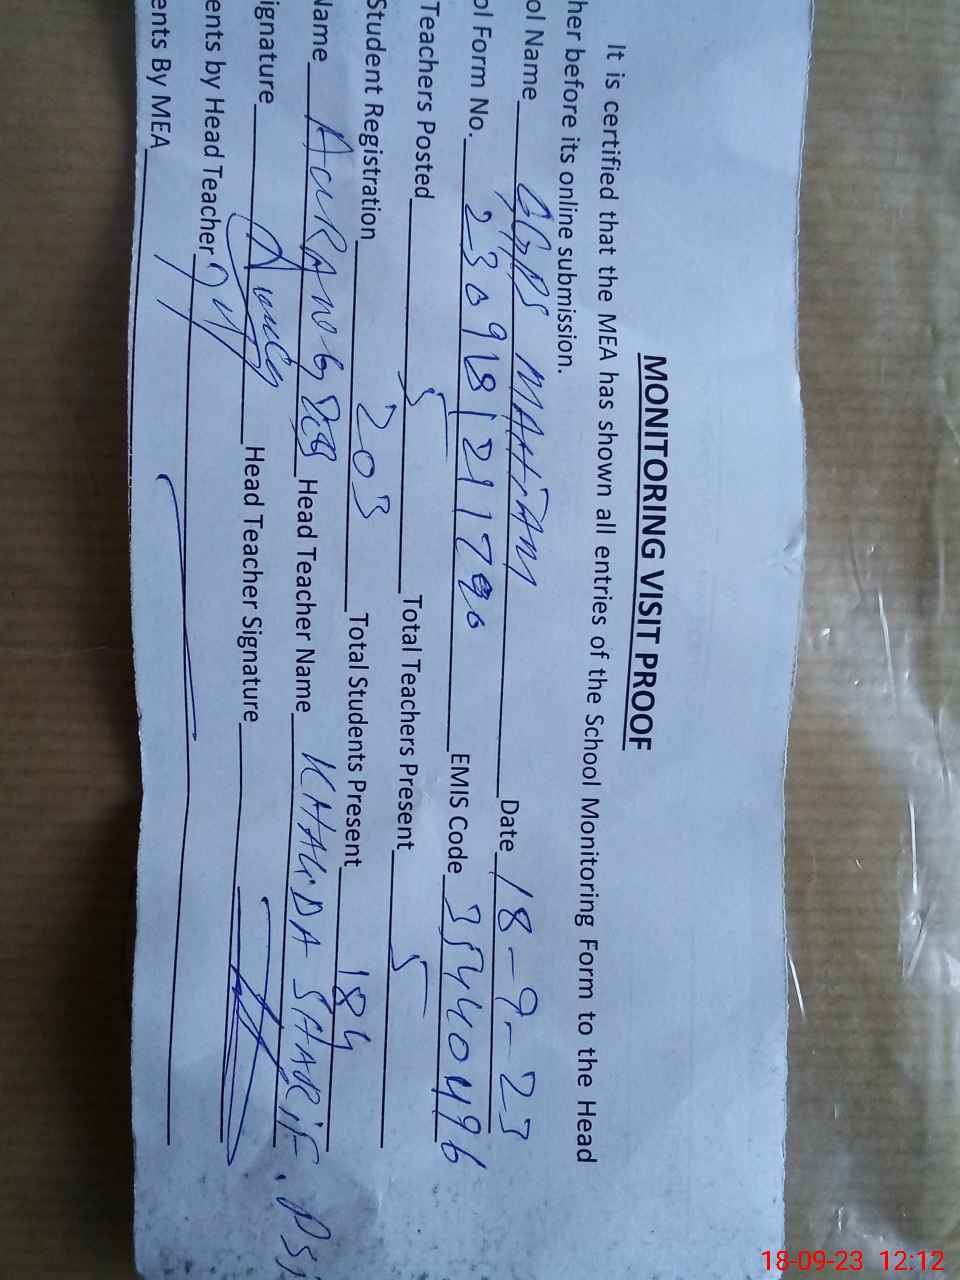 MONITORING VISIT PROOF
It is certified that the MEA has shown all entries of the School Monitoring Form to the Head
her before its online submission.
ol Name GGPS MAHIAM Date 18-9-23
ol Form No. 230918121790 EMIS Code 35440496
Teachers Posted 5 Total Teachers Present 5
Student Registration 203 Total Students Present 184
Name AURANG Head Teacher Name KHALIDA SHARIF.
ignature Head Teacher Signature
ents by Head Teacher
ents By MEA
18-09-23 12:12